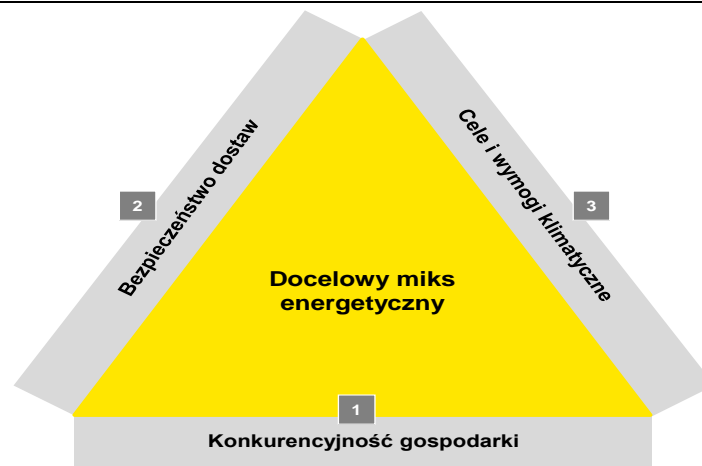 2
Bezpieczeństwo dostaw
Cele i wymogi klimatyczne
3
Docelowy miks
energetyczny
1
Konkurencyjność gospodarki